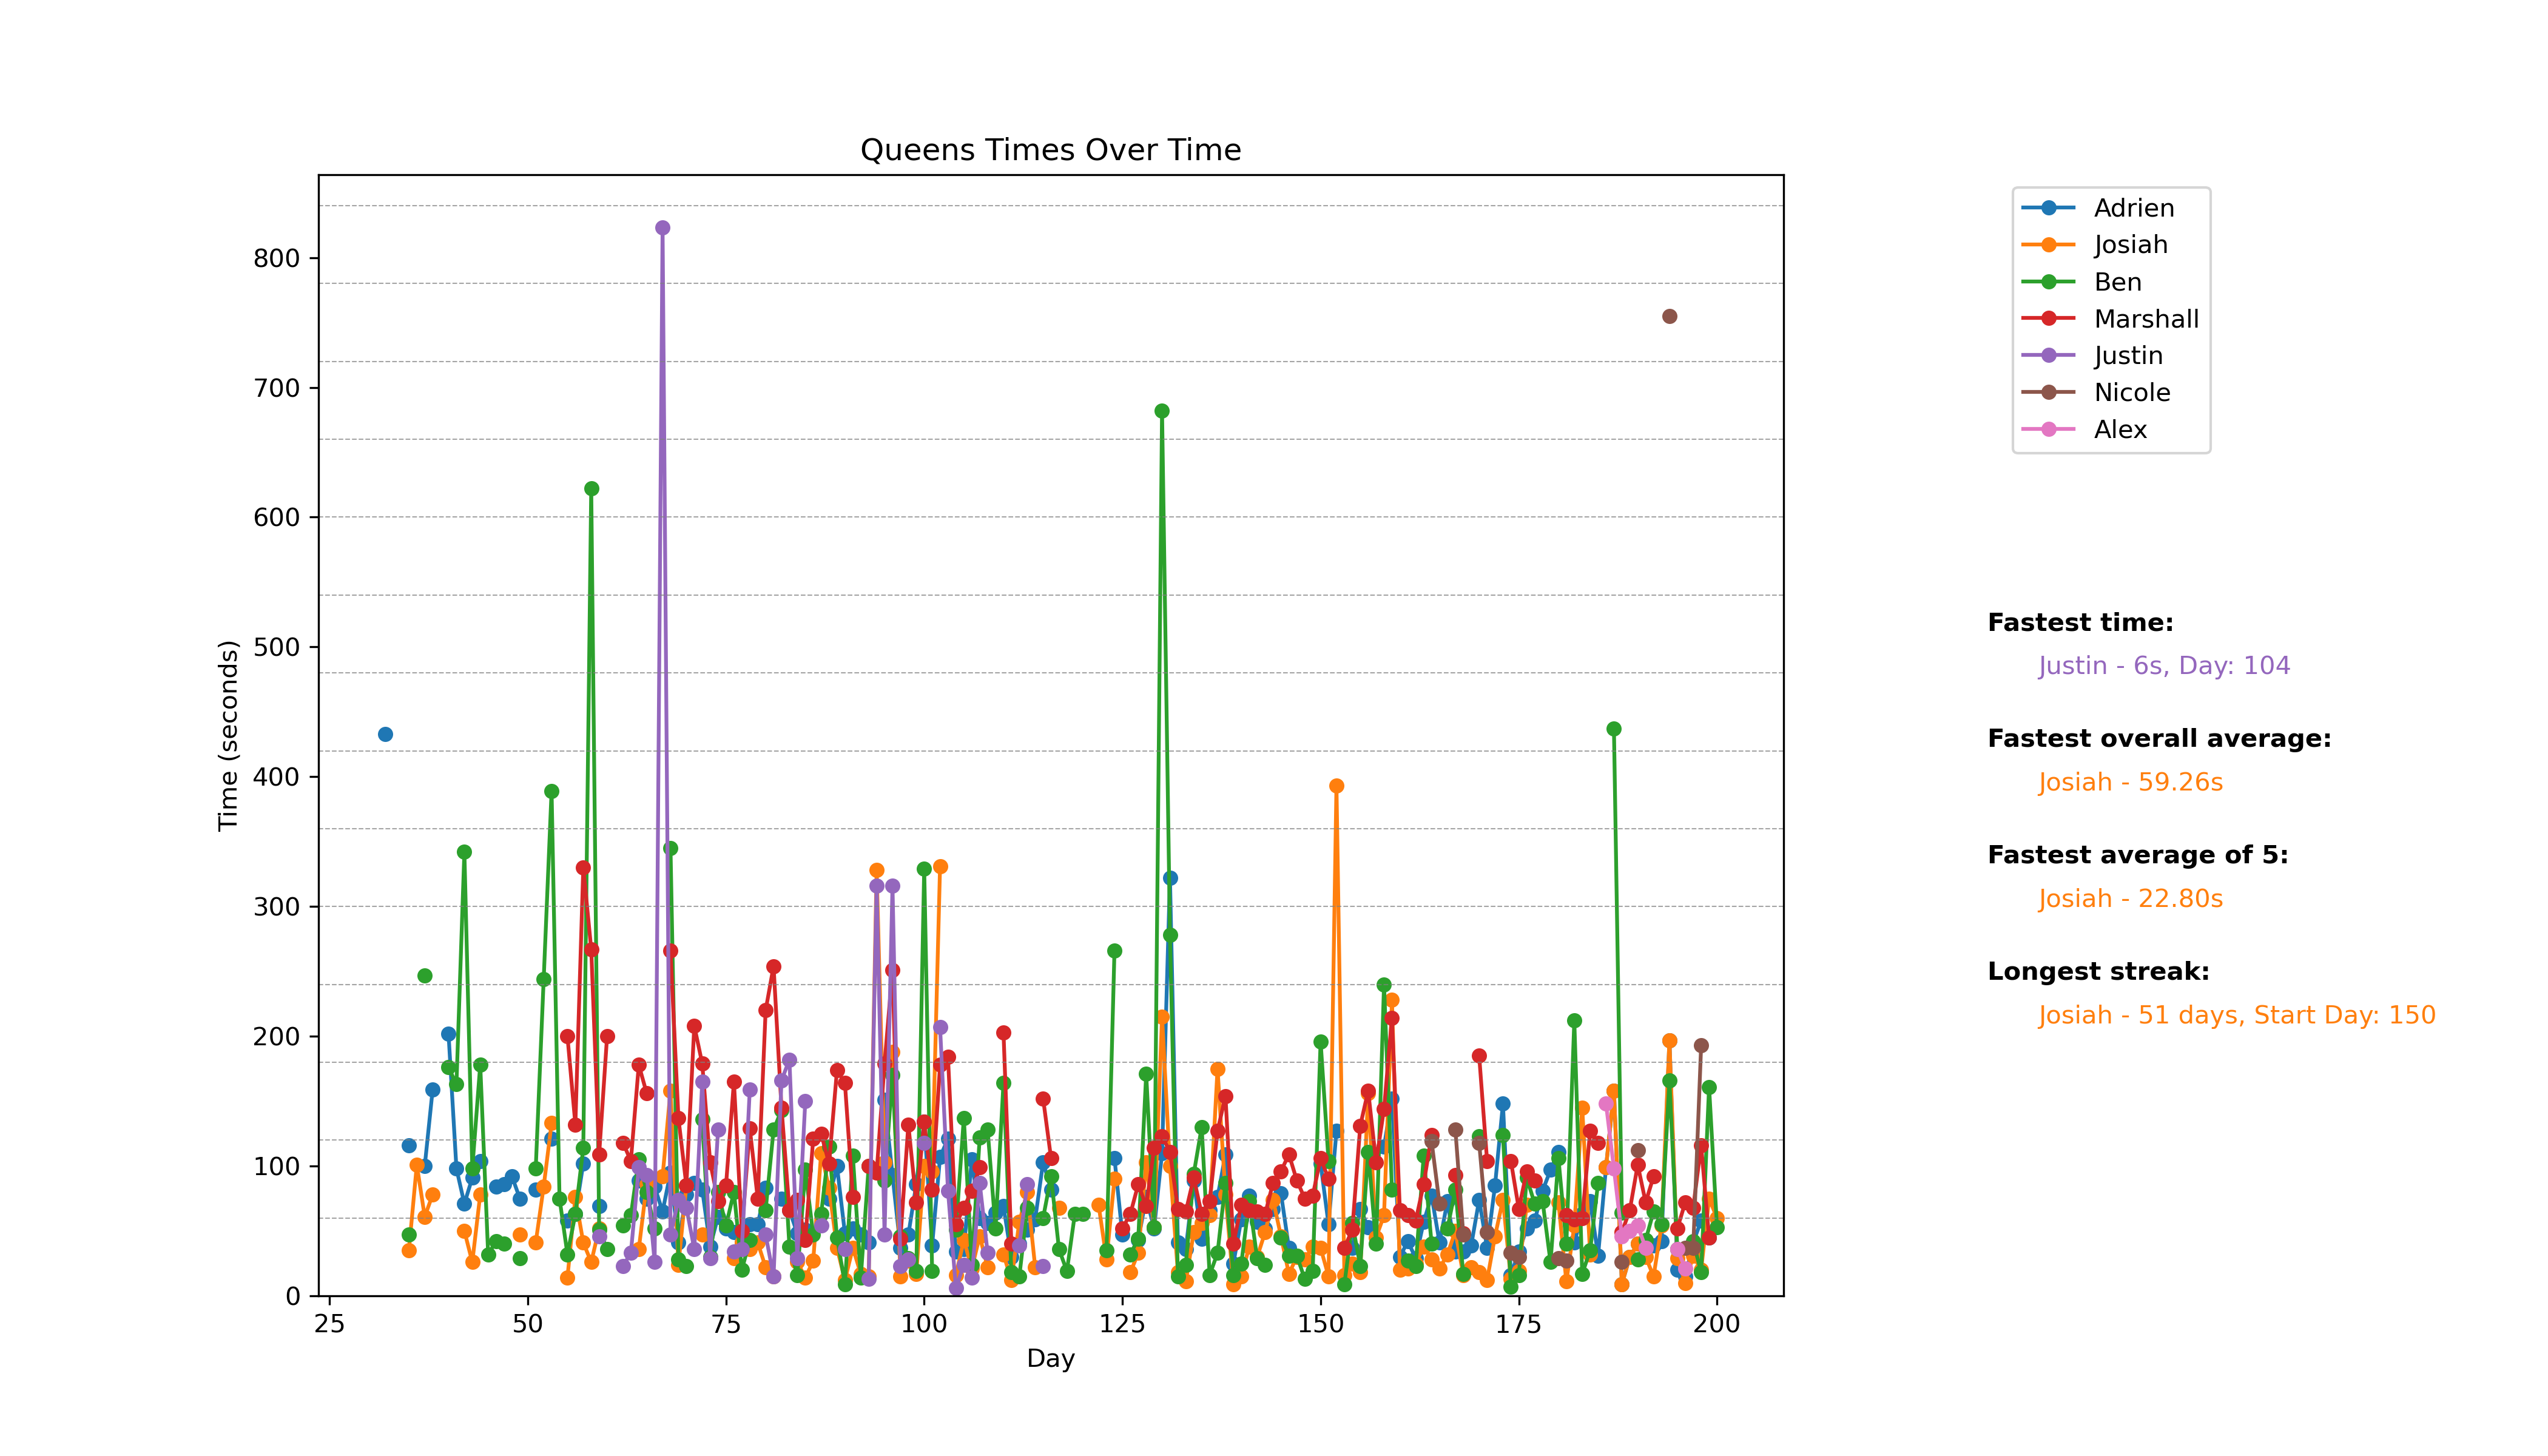 Queens Times Over Time
Time (seconds)
800
700
600
500
400
300
200
100
0
25
50
75
100
125
150
175
200
Day
Adrien
Josiah
Ben
Marshall
Justin
Nicole
Alex
Fastest time:
Justin - 6s, Day: 104
Fastest overall average:
Josiah - 59.26s
Fastest average of 5:
Josiah - 22.80s
Longest streak:
Josiah - 51 days, Start Day: 150